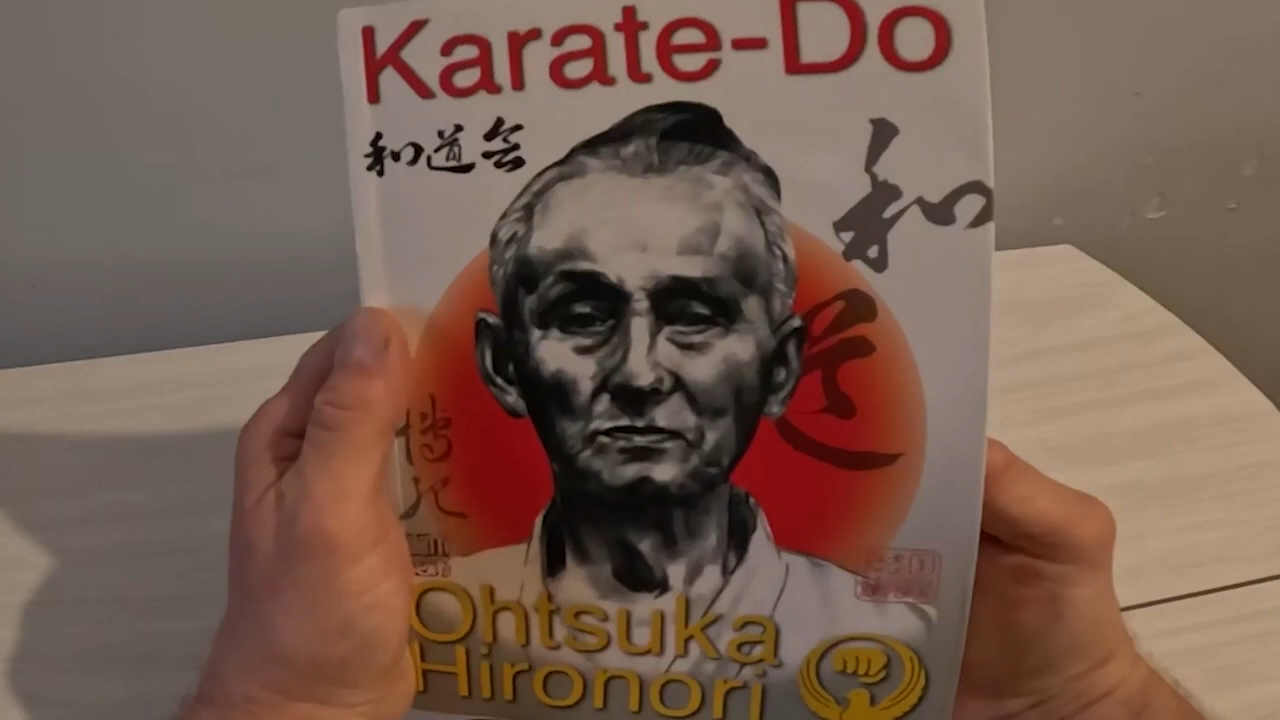 Karate-Do
和道会
和道
Ohtsuka
Hironori